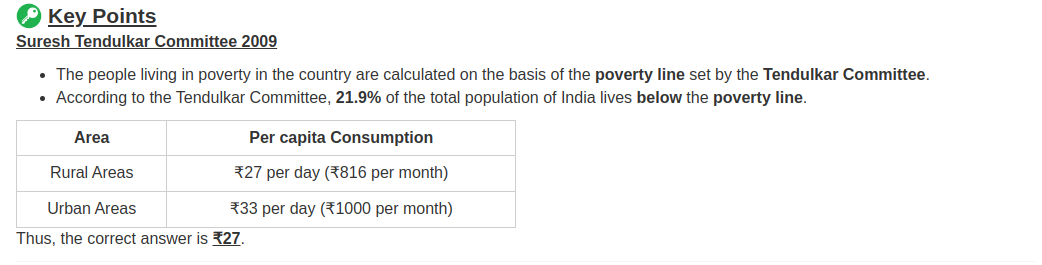 Key Points
Suresh Tendulkar Committee 2009
• The people living in poverty in the country are calculated on the basis of the poverty line set by the Tendulkar Committee.
• According to the Tendulkar Committee, 21.9% of the total population of India lives below the poverty line.
Area Per capita Consumption
Rural Areas ₹27 per day (₹816 per month)
Urban Areas ₹33 per day (₹1000 per month)
Thus, the correct answer is ₹27.